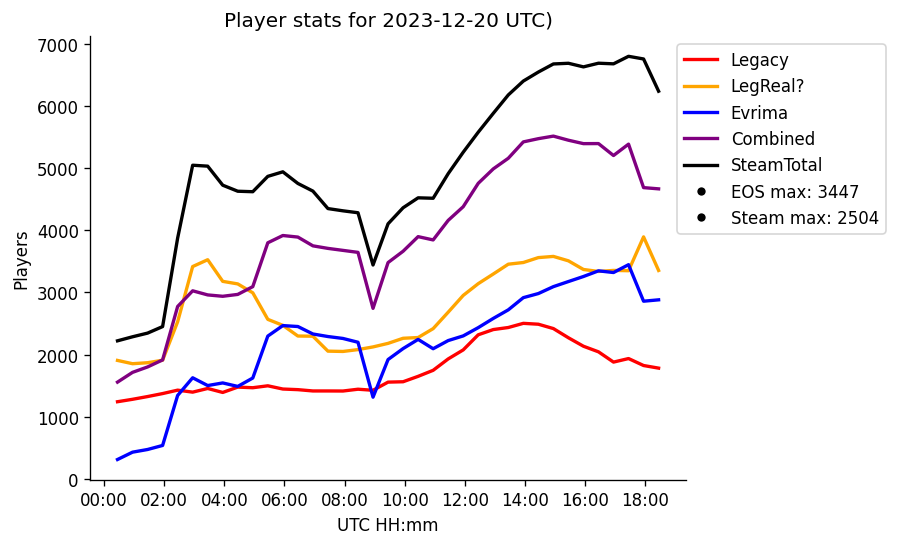 Player stats for 2023-12-20 UTC)
7000
6000
5000
4000
3000
2000
1000
0
Players
00:00 02:00 04:00 06:00 08:00 10:00 12:00 14:00 16:00 18:00
UTC HH:mm
Legacy
LegReal?
Evrima
Combined
SteamTotal
EOS max: 3447
Steam max: 2504